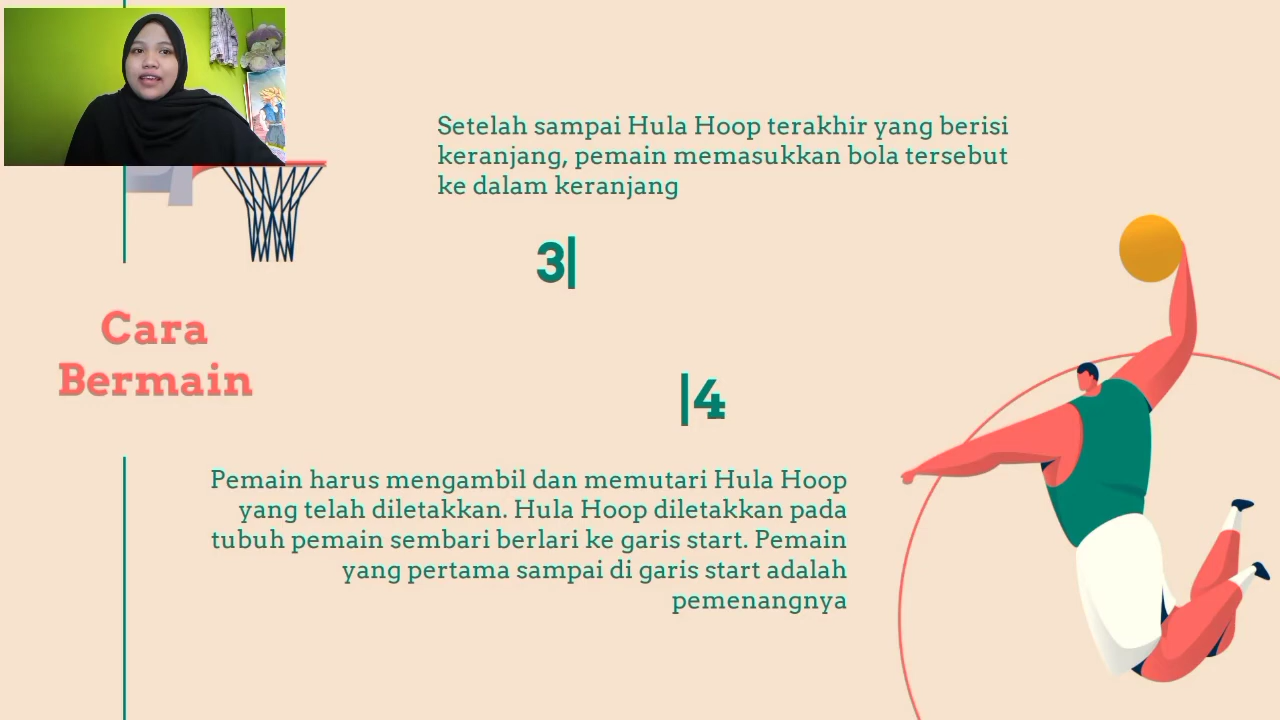 Setelah sampai Hula Hoop terakhir yang berisi
keranjang, pemain memasukkan bola tersebut
ke dalam keranjang
3|
Cara
Bermain
|4
Pemain harus mengambil dan memutari Hula Hoop
yang telah diletakkan. Hula Hoop diletakkan pada
tubuh pemain sembari berlari ke garis start. Pemain
yang pertama sampai di garis start adalah
pemenangnya